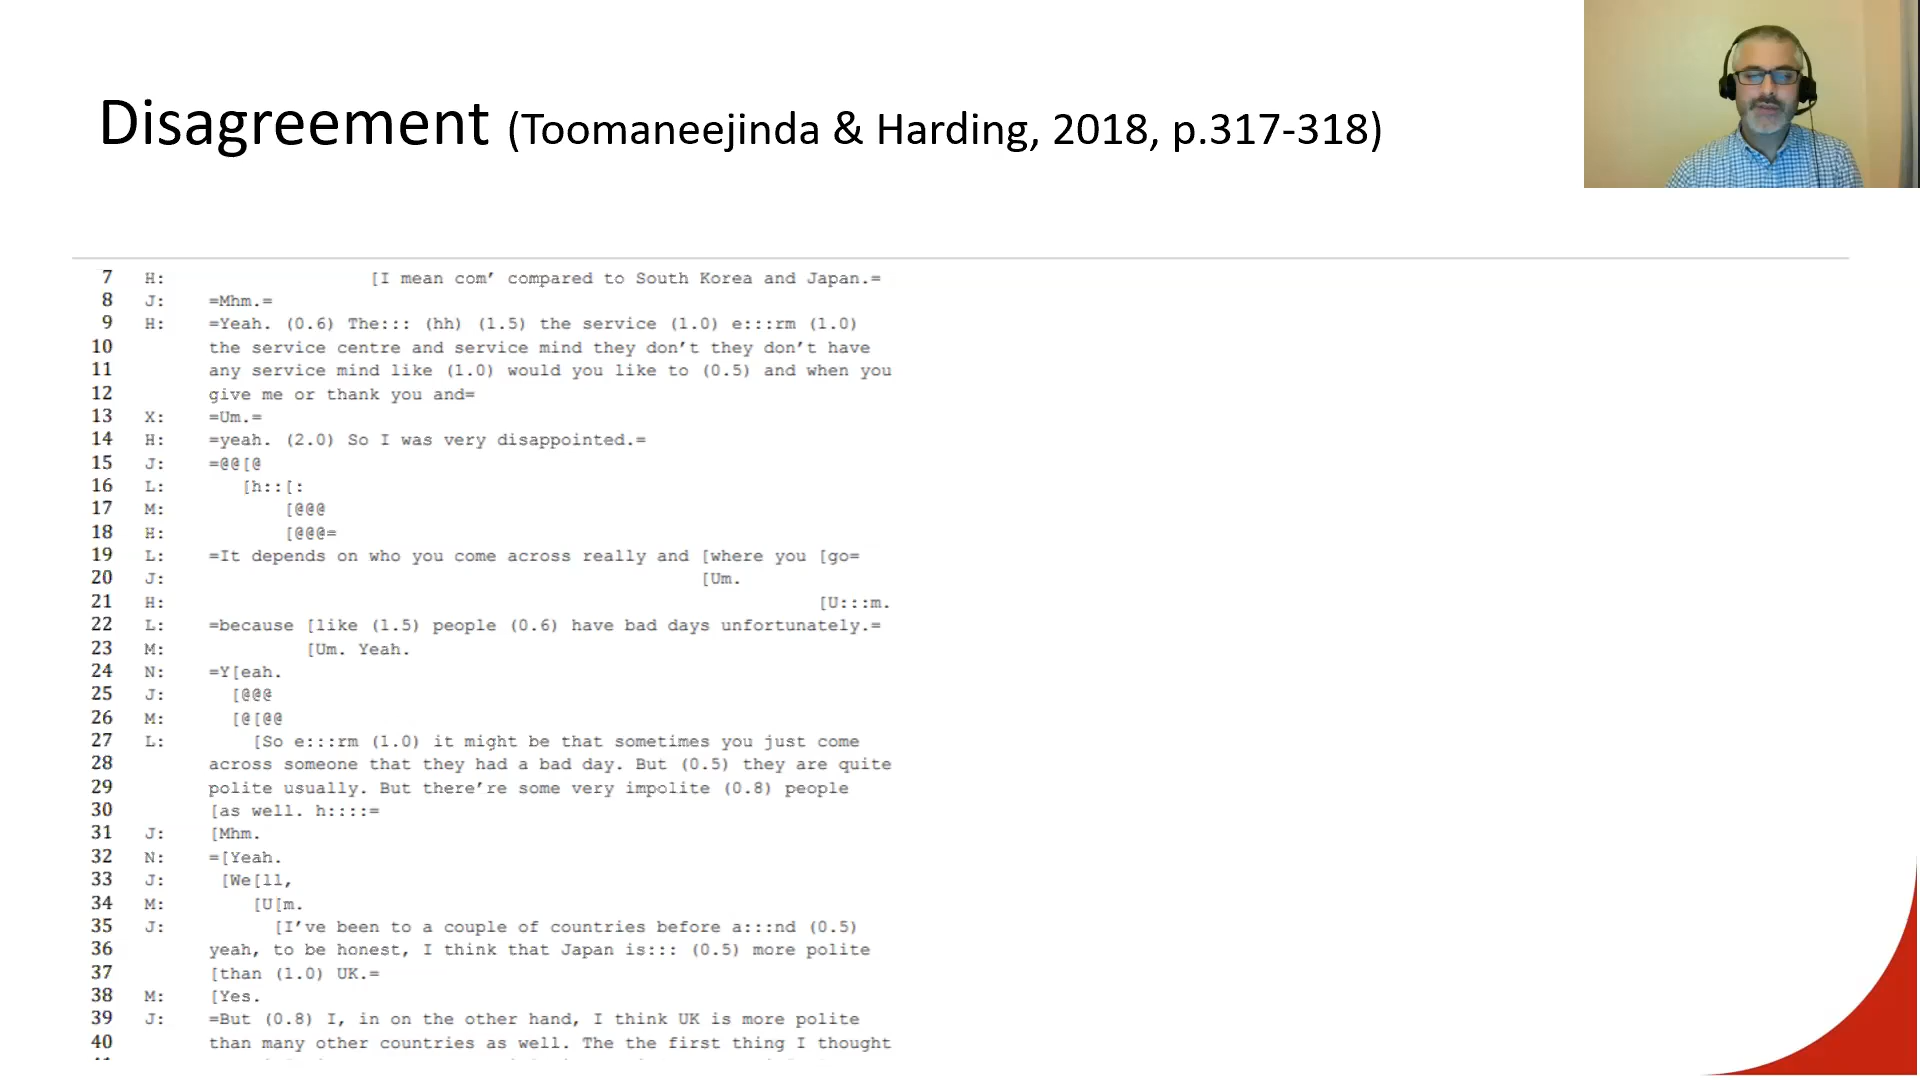 Disagreement (Toomaneejinda & Harding, 2018, p.317-318)
7 H: [I mean com' compared to South Korea and Japan.=
8 J: =Mhm.=
9 H: =Yeah. (0.6) The::: (hh) (1.5) the service (1.0) e:::rm (1.0)
10 the service centre and service mind they don't they don't have
11 any service mind like (1.0) would you like to (0.5) and when you
12 give me or thank you and=
13 X: =Um.=
14 H: =yeah. (2.0) So I was very disappointed.=
15 J: =@@[@
16 L: [h::[:
17 M: [@@@
18 H: [@@@=
19 L: =It depends on who you come across really and [where you [go=
20 J: [Um.
21 H: [U:::m.
22 L: =because [like (1.5) people (0.6) have bad days unfortunately.=
23 M: [Um. Yeah.
24 N: =Y[eah.
25 J: [@@@
26 M: [@[@@
27 L: [So e:::rm (1.0) it might be that sometimes you just come
28 across someone that they had a bad day. But (0.5) they are quite
29 polite usually. But there're some very impolite (0.8) people
30 [as well. h::::=
31 J: [Mhm.
32 N: =[Yeah.
33 J: [We[ll,
34 M: [U[m.
35 J: [I've been to a couple of countries before a:::nd (0.5)
36 yeah, to be honest, I think that Japan is::: (0.5) more polite
37 [than (1.0) UK.=
38 M: [Yes.
39 J: =But (0.8) I, in on the other hand, I think UK is more polite
40 than many other countries as well. The the first thing I thought